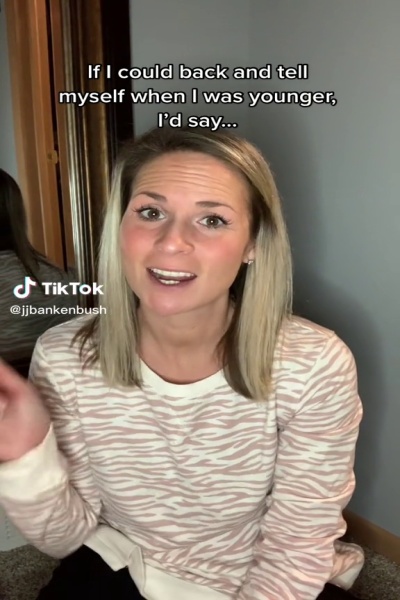 If I could back and tell
myself when I was younger,
I'd say...
TikTok
@jjbankenbush